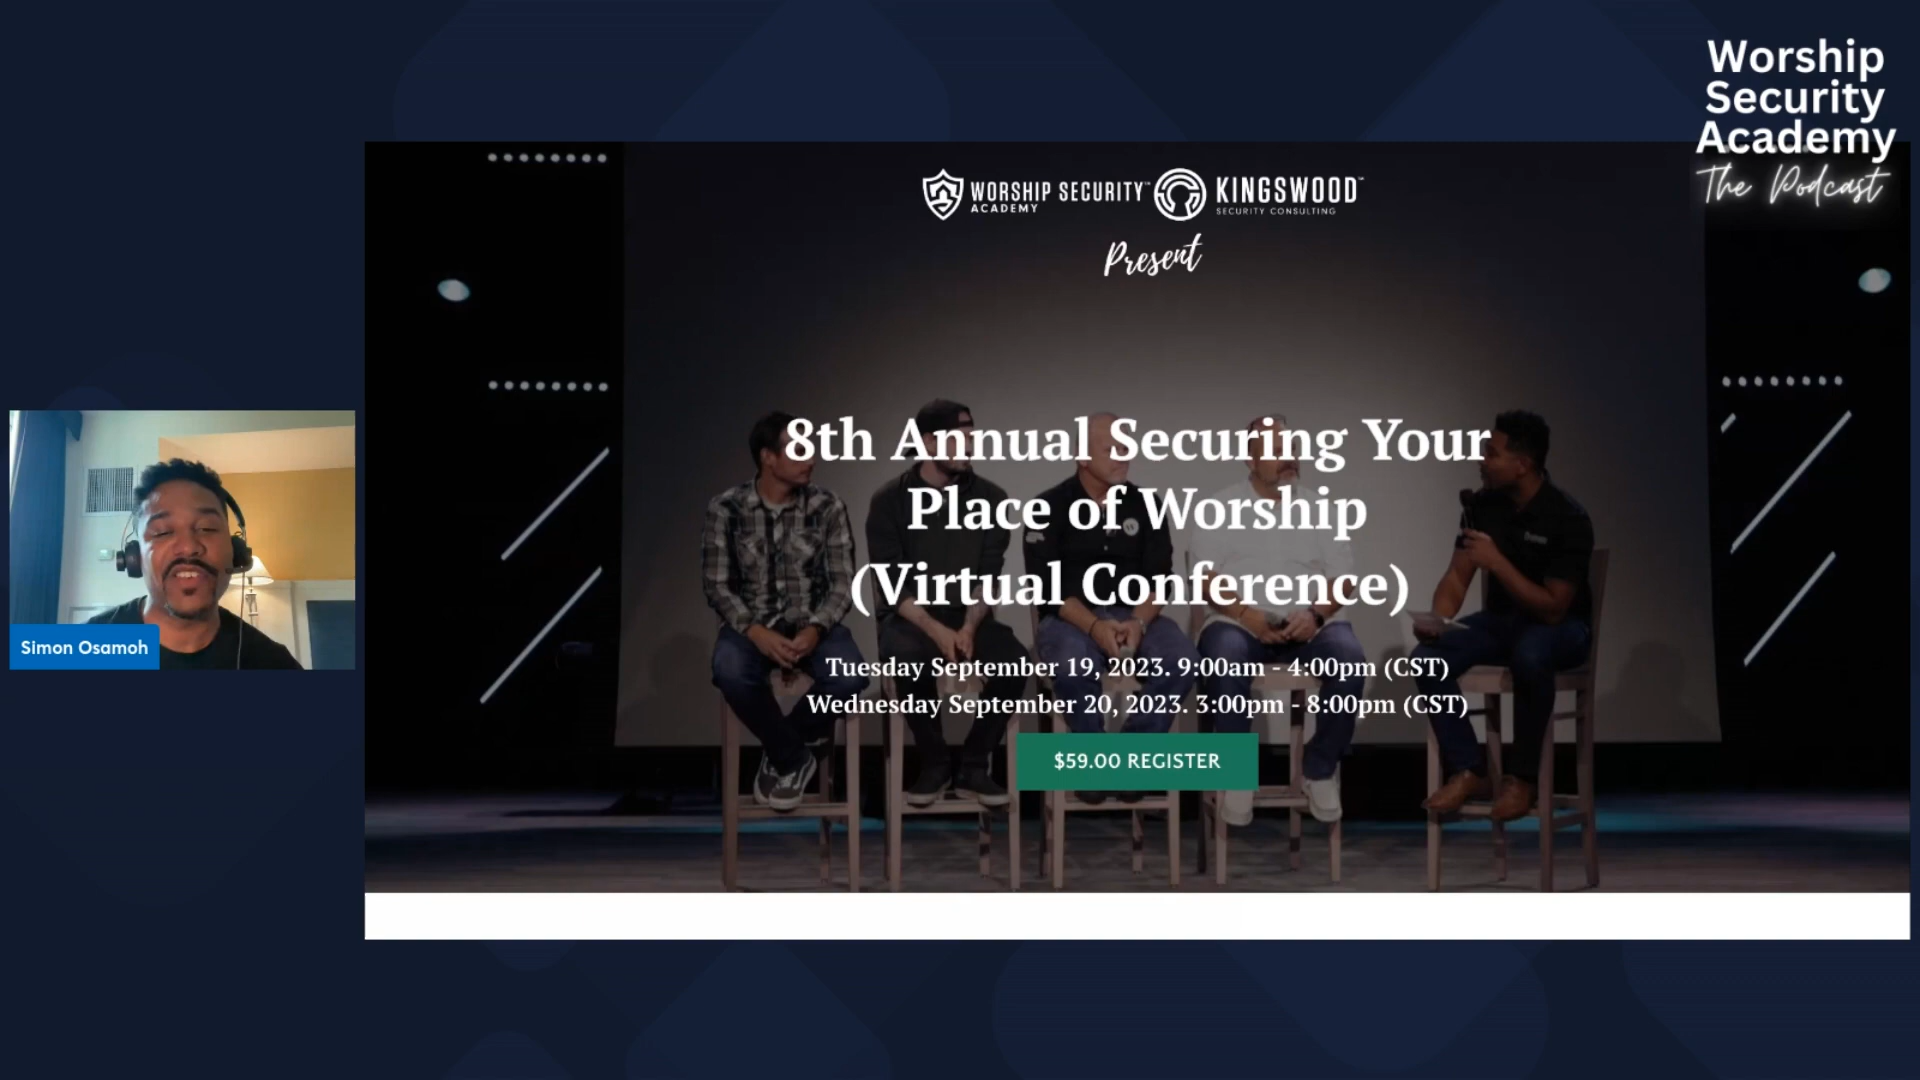 Worship
Security
Academy
The Podcast
WORSHIP SECURITY™
ACADEMY
KINGSWOOD™
SECURITY CONSULTING
Present
8th Annual Securing Your
Place of Worship
(Virtual Conference)
Tuesday September 19, 2023. 9:00am - 4:00pm (CST)
Wednesday September 20, 2023. 3:00pm - 8:00pm (CST)
$59.00 REGISTER
Simon Osamoh